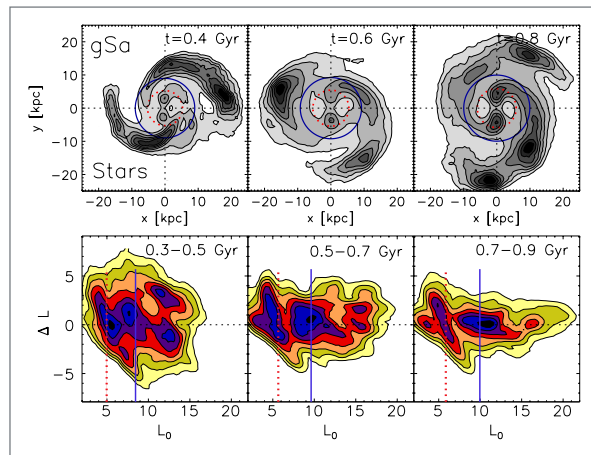 gSa
t=0.4 Gyr
t=0.6 Gyr
t=0.8 Gyr
20
10
0
−10
−20
y [kpc]
Stars
−20 −10 0 10 20
−20 −10 0 10 20
−20 −10 0 10 20
x [kpc]
x [kpc]
x [kpc]
0.3−0.5 Gyr
0.5−0.7 Gyr
0.7−0.9 Gyr
10
5
0
−5
Δ L
5 10 15 20
5 10 15 20
5 10 15 20
L₀
L₀
L₀